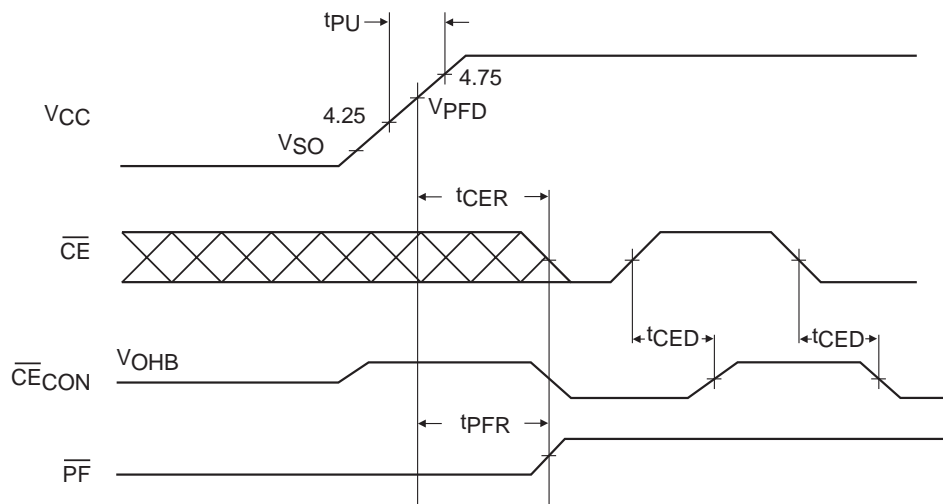 tPU
4.75
VCC
4.25
VPFD
VSO
tCER
CE
tCED
tCED
VOHB
CECON
tPFR
PF